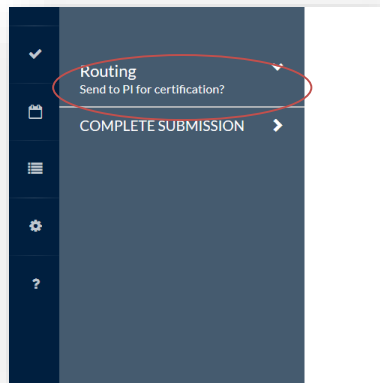 Routing
Send to PI for certification?
COMPLETE SUBMISSION
?